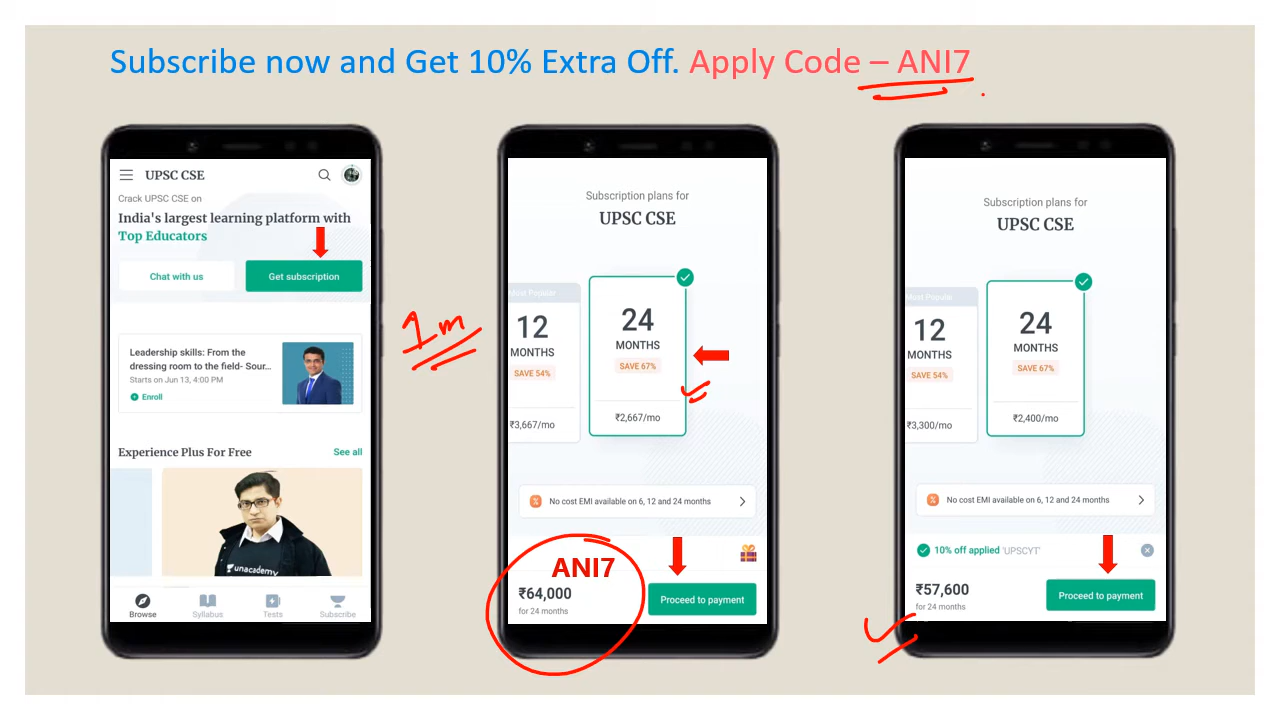 Subscribe now and Get 10% Extra Off. Apply Code – ANI7
UPSC CSE
Crack UPSC CSE on
India's largest learning platform with
Top Educators
Chat with us
Get subscription
Leadership skills: From the
dressing room to the field- Sour...
Starts on Jun 13, 4:00 PM
Enroll
Experience Plus For Free
See all
unacademy
Browse
Syllabus
Tests
Subscribe
1 m
Subscription plans for
UPSC CSE
Most Popular
12
MONTHS
SAVE 54%
₹3,667/mo
24
MONTHS
SAVE 67%
₹2,667/mo
No cost EMI available on 6, 12 and 24 months
ANI7
₹64,000
for 24 months
Proceed to payment
Subscription plans for
UPSC CSE
Most Popular
12
MONTHS
SAVE 54%
₹3,300/mo
24
MONTHS
SAVE 67%
₹2,400/mo
No cost EMI available on 6, 12 and 24 months
10% off applied 'UPSCYT'
₹57,600
for 24 months
Proceed to payment